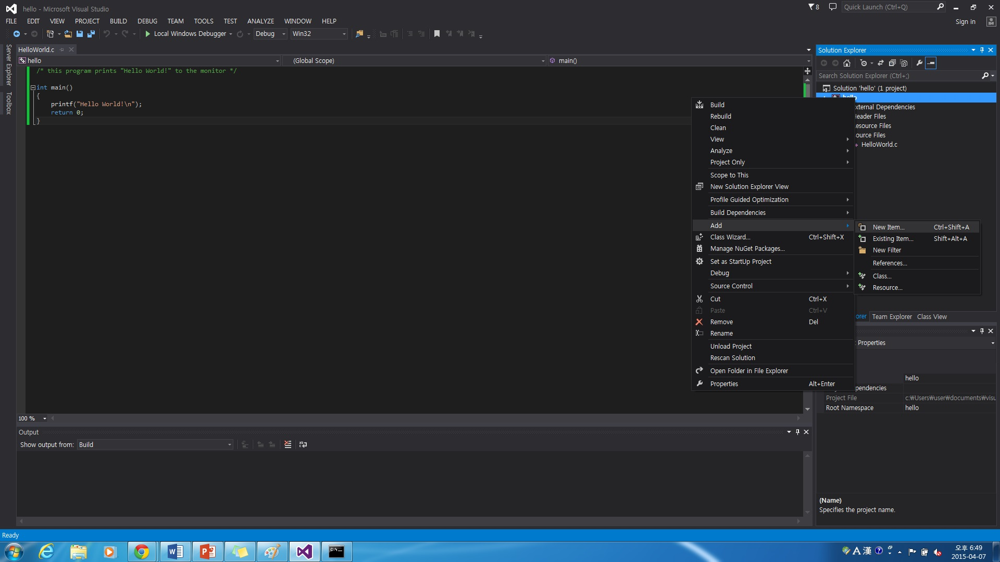 hello - Microsoft Visual Studio
8
Quick Launch (Ctrl+Q)
FILE EDIT VIEW PROJECT BUILD DEBUG TEAM TOOLS TEST ANALYZE WINDOW HELP
Sign in
Local Windows Debugger
Debug
Win32
Server Explorer
Toolbox
HelloWorld.c
hello
(Global Scope)
main()
/* this program prints "Hello World!" to the monitor */
int main()
{
printf("Hello World!\n");
return 0;
}
100 %
Output
Show output from: Build
Solution Explorer
Search Solution Explorer (Ctrl+;)
Solution 'hello' (1 project)
hello
xternal Dependencies
eader Files
esource Files
ource Files
HelloWorld.c
Build
Rebuild
Clean
View
Analyze
Project Only
Scope to This
New Solution Explorer View
Profile Guided Optimization
Build Dependencies
Add
Class Wizard... Ctrl+Shift+X
Manage NuGet Packages...
Set as StartUp Project
Debug
Source Control
Cut Ctrl+X
Paste Ctrl+V
Remove Del
Rename
Unload Project
Rescan Solution
Open Folder in File Explorer
Properties Alt+Enter
New Item... Ctrl+Shift+A
Existing Item... Shift+Alt+A
New Filter
References...
Class...
Resource...
orer Team Explorer Class View
Properties
hello
pendencies
Project File c:₩Users₩user₩documents₩visu
Root Namespace hello
(Name)
Specifies the project name.
Ready
A 漢
오후 6:49
2015-04-07